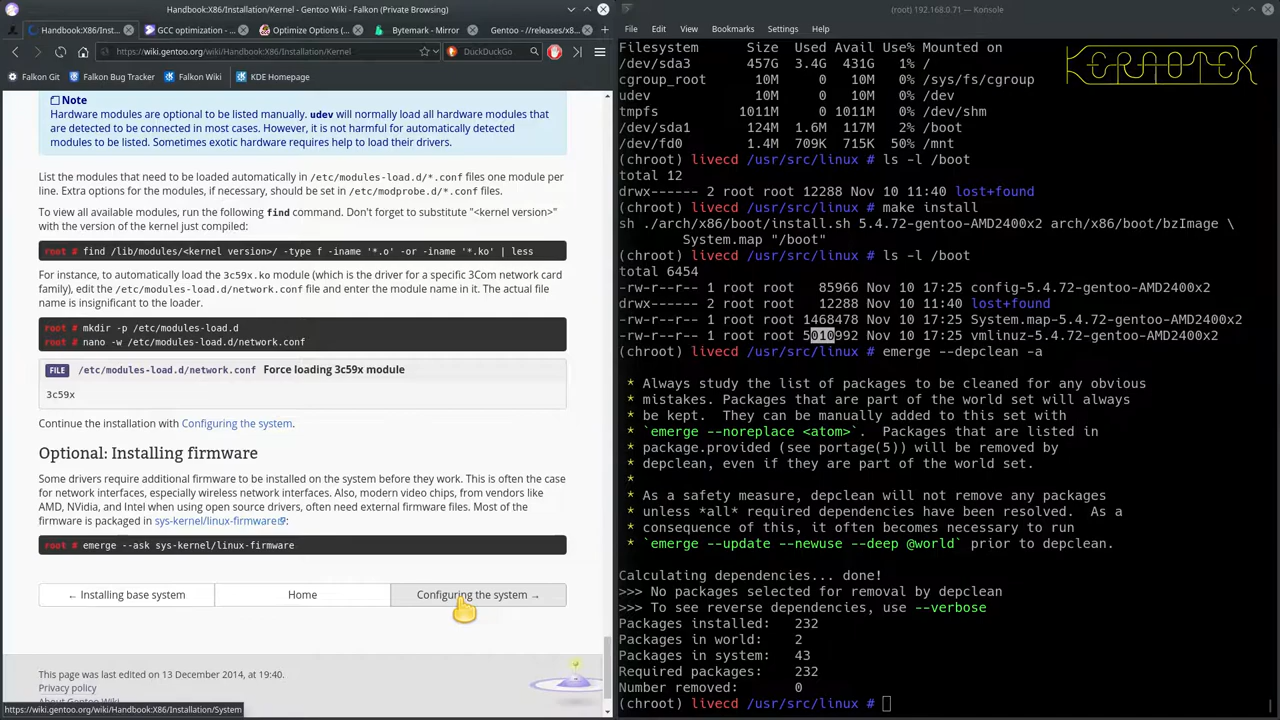 Handbook:X86/Installation/Kernel - Gentoo Wiki - Falkon (Private Browsing)
Handbook:X86/Inst...
GCC optimization - ...
Optimize Options (...
Bytemark - Mirror
Gentoo - //releases/x8...
https://wiki.gentoo.org/wiki/Handbook:X86/Installation/Kernel
DuckDuckGo
Falkon Git
Falkon Bug Tracker
Falkon Wiki
KDE Homepage
Note
Hardware modules are optional to be listed manually. udev will normally load all hardware modules that
are detected to be connected in most cases. However, it is not harmful for automatically detected
modules to be listed. Sometimes exotic hardware requires help to load their drivers.
List the modules that need to be loaded automatically in /etc/modules-load.d/*.conf files one module per
line. Extra options for the modules, if necessary, should be set in /etc/modprobe.d/*.conf files.
To view all available modules, run the following find command. Don't forget to substitute "<kernel version>"
with the version of the kernel just compiled:
root # find /lib/modules/<kernel version>/ -type f -iname '*.o' -or -iname '*.ko' | less
For instance, to automatically load the 3c59x.ko module (which is the driver for a specific 3Com network card
family), edit the /etc/modules-load.d/network.conf file and enter the module name in it. The actual file
name is insignificant to the loader.
root # mkdir -p /etc/modules-load.d
root # nano -w /etc/modules-load.d/network.conf
FILE /etc/modules-load.d/network.conf Force loading 3c59x module
3c59x
Continue the installation with Configuring the system.
Optional: Installing firmware
Some drivers require additional firmware to be installed on the system before they work. This is often the case
for network interfaces, especially wireless network interfaces. Also, modern video chips, from vendors like
AMD, NVidia, and Intel when using open source drivers, often need external firmware files. Most of the
firmware is packaged in sys-kernel/linux-firmware:
root # emerge --ask sys-kernel/linux-firmware
← Installing base system
Home
Configuring the system →
This page was last edited on 13 December 2014, at 19:40.
Privacy policy
About Gentoo Wiki
https://wiki.gentoo.org/wiki/Handbook:X86/Installation/System
(root) 192.168.0.71 — Konsole
File Edit View Bookmarks Settings Help
KERAOTEX
Filesystem Size Used Avail Use% Mounted on
/dev/sda3 457G 3.4G 431G 1% /
cgroup_root 10M 0 10M 0% /sys/fs/cgroup
udev 10M 0 10M 0% /dev
tmpfs 1011M 0 1011M 0% /dev/shm
/dev/sda1 124M 1.6M 117M 2% /boot
/dev/fd0 1.4M 709K 715K 50% /mnt
(chroot) livecd /usr/src/linux # ls -l /boot
total 12
drwx------ 2 root root 12288 Nov 10 11:40 lost+found
(chroot) livecd /usr/src/linux # make install
sh ./arch/x86/boot/install.sh 5.4.72-gentoo-AMD2400x2 arch/x86/boot/bzImage \
System.map "/boot"
(chroot) livecd /usr/src/linux # ls -l /boot
total 6454
-rw-r--r-- 1 root root 85966 Nov 10 17:25 config-5.4.72-gentoo-AMD2400x2
drwx------ 2 root root 12288 Nov 10 11:40 lost+found
-rw-r--r-- 1 root root 1468478 Nov 10 17:25 System.map-5.4.72-gentoo-AMD2400x2
-rw-r--r-- 1 root root 5010992 Nov 10 17:25 vmlinuz-5.4.72-gentoo-AMD2400x2
(chroot) livecd /usr/src/linux # emerge --depclean -a
* Always study the list of packages to be cleaned for any obvious
* mistakes. Packages that are part of the world set will always
* be kept. They can be manually added to this set with
* `emerge --noreplace <atom>`. Packages that are listed in
* package.provided (see portage(5)) will be removed by
* depclean, even if they are part of the world set.
*
* As a safety measure, depclean will not remove any packages
* unless *all* required dependencies have been resolved. As a
* consequence of this, it often becomes necessary to run
* `emerge --update --newuse --deep @world` prior to depclean.
Calculating dependencies... done!
>>> No packages selected for removal by depclean
>>> To see reverse dependencies, use --verbose
Packages installed: 232
Packages in world: 2
Packages in system: 43
Required packages: 232
Number removed: 0
(chroot) livecd /usr/src/linux #